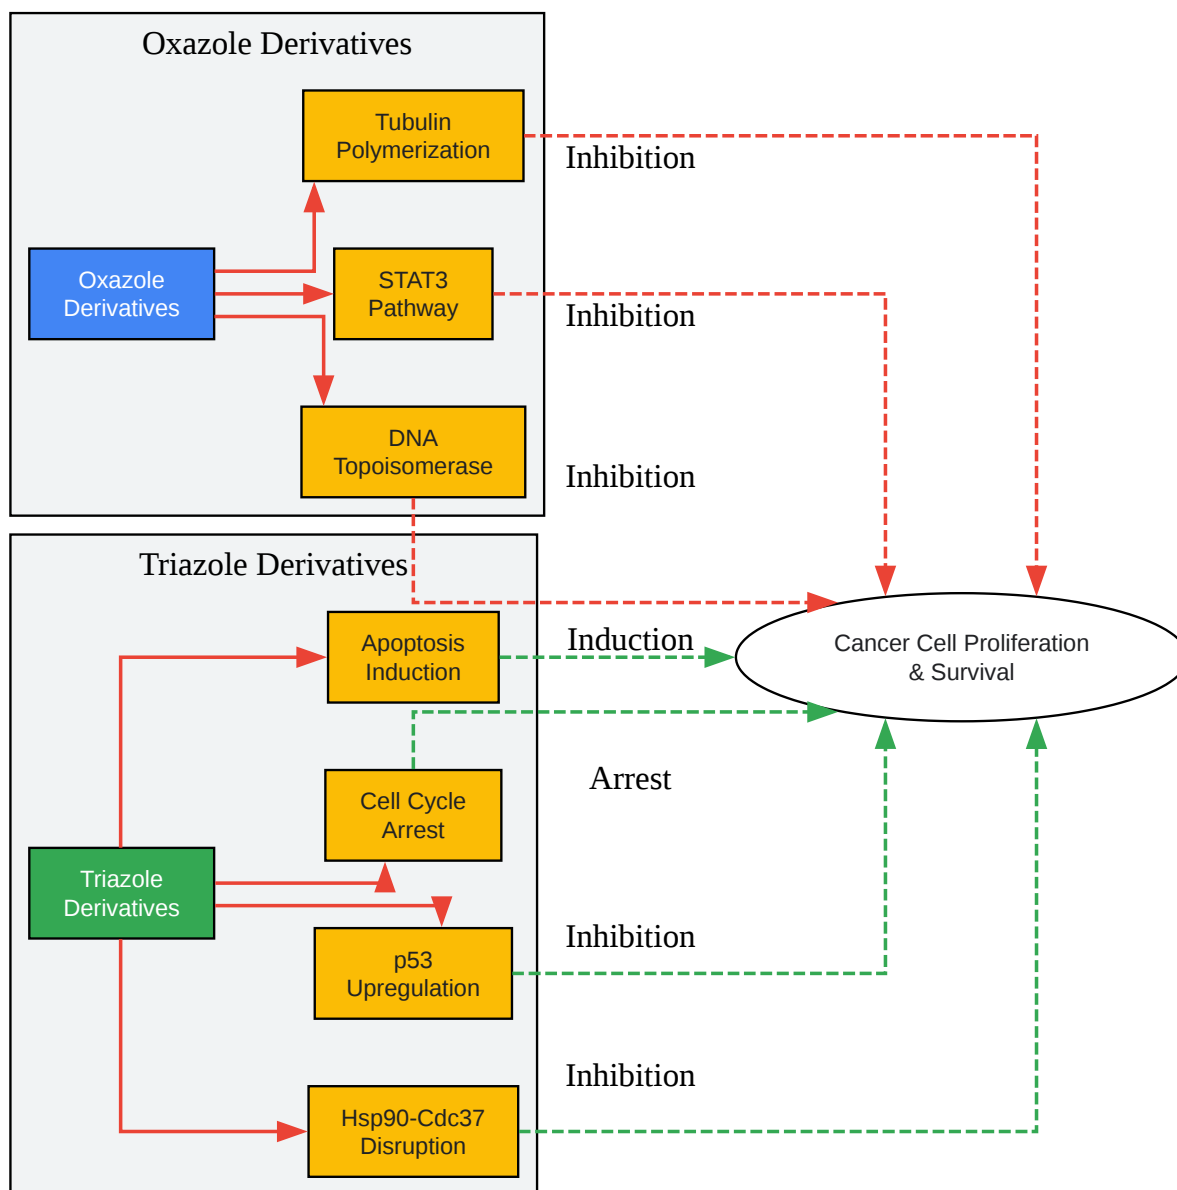 Oxazole Derivatives
Tubulin
Polymerization
Inhibition
Oxazole
Derivatives
STAT3
Pathway
Inhibition
DNA
Topoisomerase
Inhibition
Triazole Derivatives
Apoptosis
Induction
Induction
Cancer Cell Proliferation
& Survival
Cell Cycle
Arrest
Arrest
Triazole
Derivatives
p53
Upregulation
Inhibition
Hsp90-Cdc37
Disruption
Inhibition